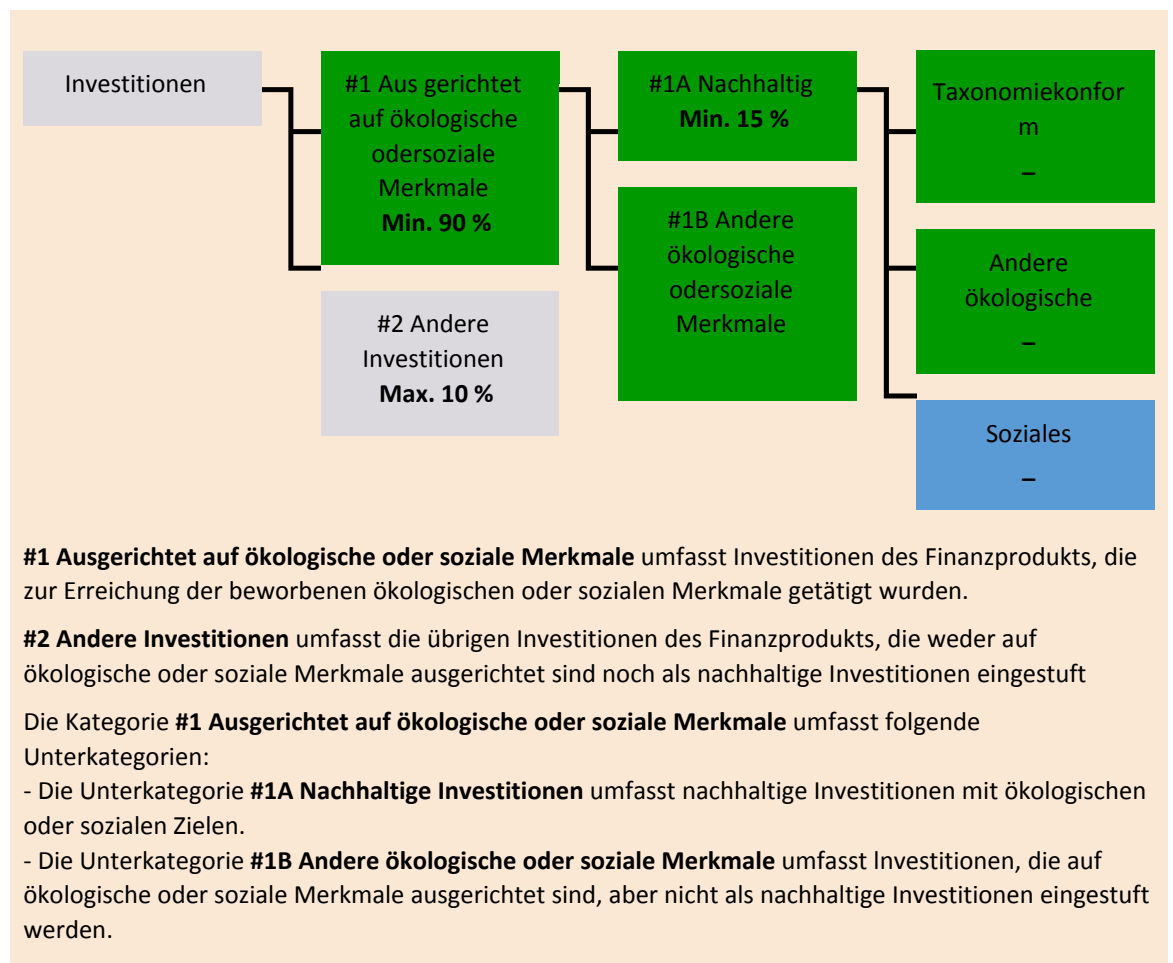 Investitionen
#1 Aus gerichtet
auf ökologische
odersoziale
Merkmale
Min. 90 %
#2 Andere
Investitionen
Max. 10 %
#1A Nachhaltig
Min. 15 %
#1B Andere
ökologische
odersoziale
Merkmale
Taxonomiekonfor
m
–
Andere
ökologische
–
Soziales
–
#1 Ausgerichtet auf ökologische oder soziale Merkmale umfasst Investitionen des Finanzprodukts, die
zur Erreichung der beworbenen ökologischen oder sozialen Merkmale getätigt wurden.
#2 Andere Investitionen umfasst die übrigen Investitionen des Finanzprodukts, die weder auf
ökologische oder soziale Merkmale ausgerichtet sind noch als nachhaltige Investitionen eingestuft
Die Kategorie #1 Ausgerichtet auf ökologische oder soziale Merkmale umfasst folgende
Unterkategorien:
- Die Unterkategorie #1A Nachhaltige Investitionen umfasst nachhaltige Investitionen mit ökologischen
oder sozialen Zielen.
- Die Unterkategorie #1B Andere ökologische oder soziale Merkmale umfasst lnvestitionen, die auf
ökologische oder soziale Merkmale ausgerichtet sind, aber nicht als nachhaltige Investitionen eingestuft
werden.